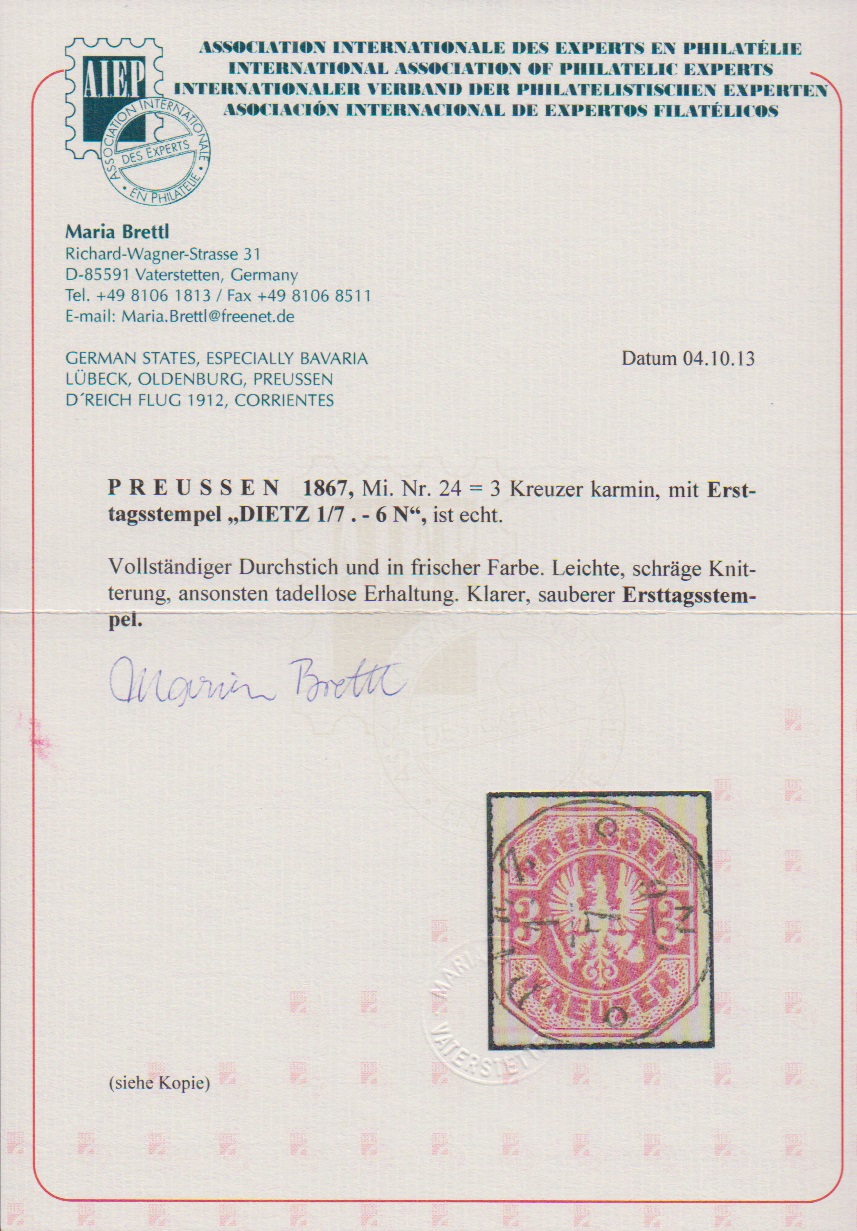 AIEP
ASSOCIATION INTERNATIONALE
DES EXPERTS
• EN PHILATÉLIE •
ASSOCIATION INTERNATIONALE DES EXPERTS EN PHILATÉLIE
INTERNATIONAL ASSOCIATION OF PHILATELIC EXPERTS
INTERNATIONALER VERBAND DER PHILATELISTISCHEN EXPERTEN
ASOCIACIÓN INTERNACIONAL DE EXPERTOS FILATÉLICOS
Maria Brettl
Richard-Wagner-Strasse 31
D-85591 Vaterstetten, Germany
Tel. +49 8106 1813 / Fax +49 8106 8511
E-mail: Maria.Brettl@freenet.de
GERMAN STATES, ESPECIALLY BAVARIA
LÜBECK, OLDENBURG, PREUSSEN
D´REICH FLUG 1912, CORRIENTES
Datum 04.10.13
P R E U S S E N 1867, Mi. Nr. 24 = 3 Kreuzer karmin, mit Erst-
tagsstempel „DIETZ 1/7 . - 6 N“, ist echt.
Vollständiger Durchstich und in frischer Farbe. Leichte, schräge Knit-
terung, ansonsten tadellose Erhaltung. Klarer, sauberer Ersttagsstem-
pel.
Maria Brettl
PREUSSEN
3 3
KREUZER
DIETZ
MARIA
VATERSTETTEN
(siehe Kopie)